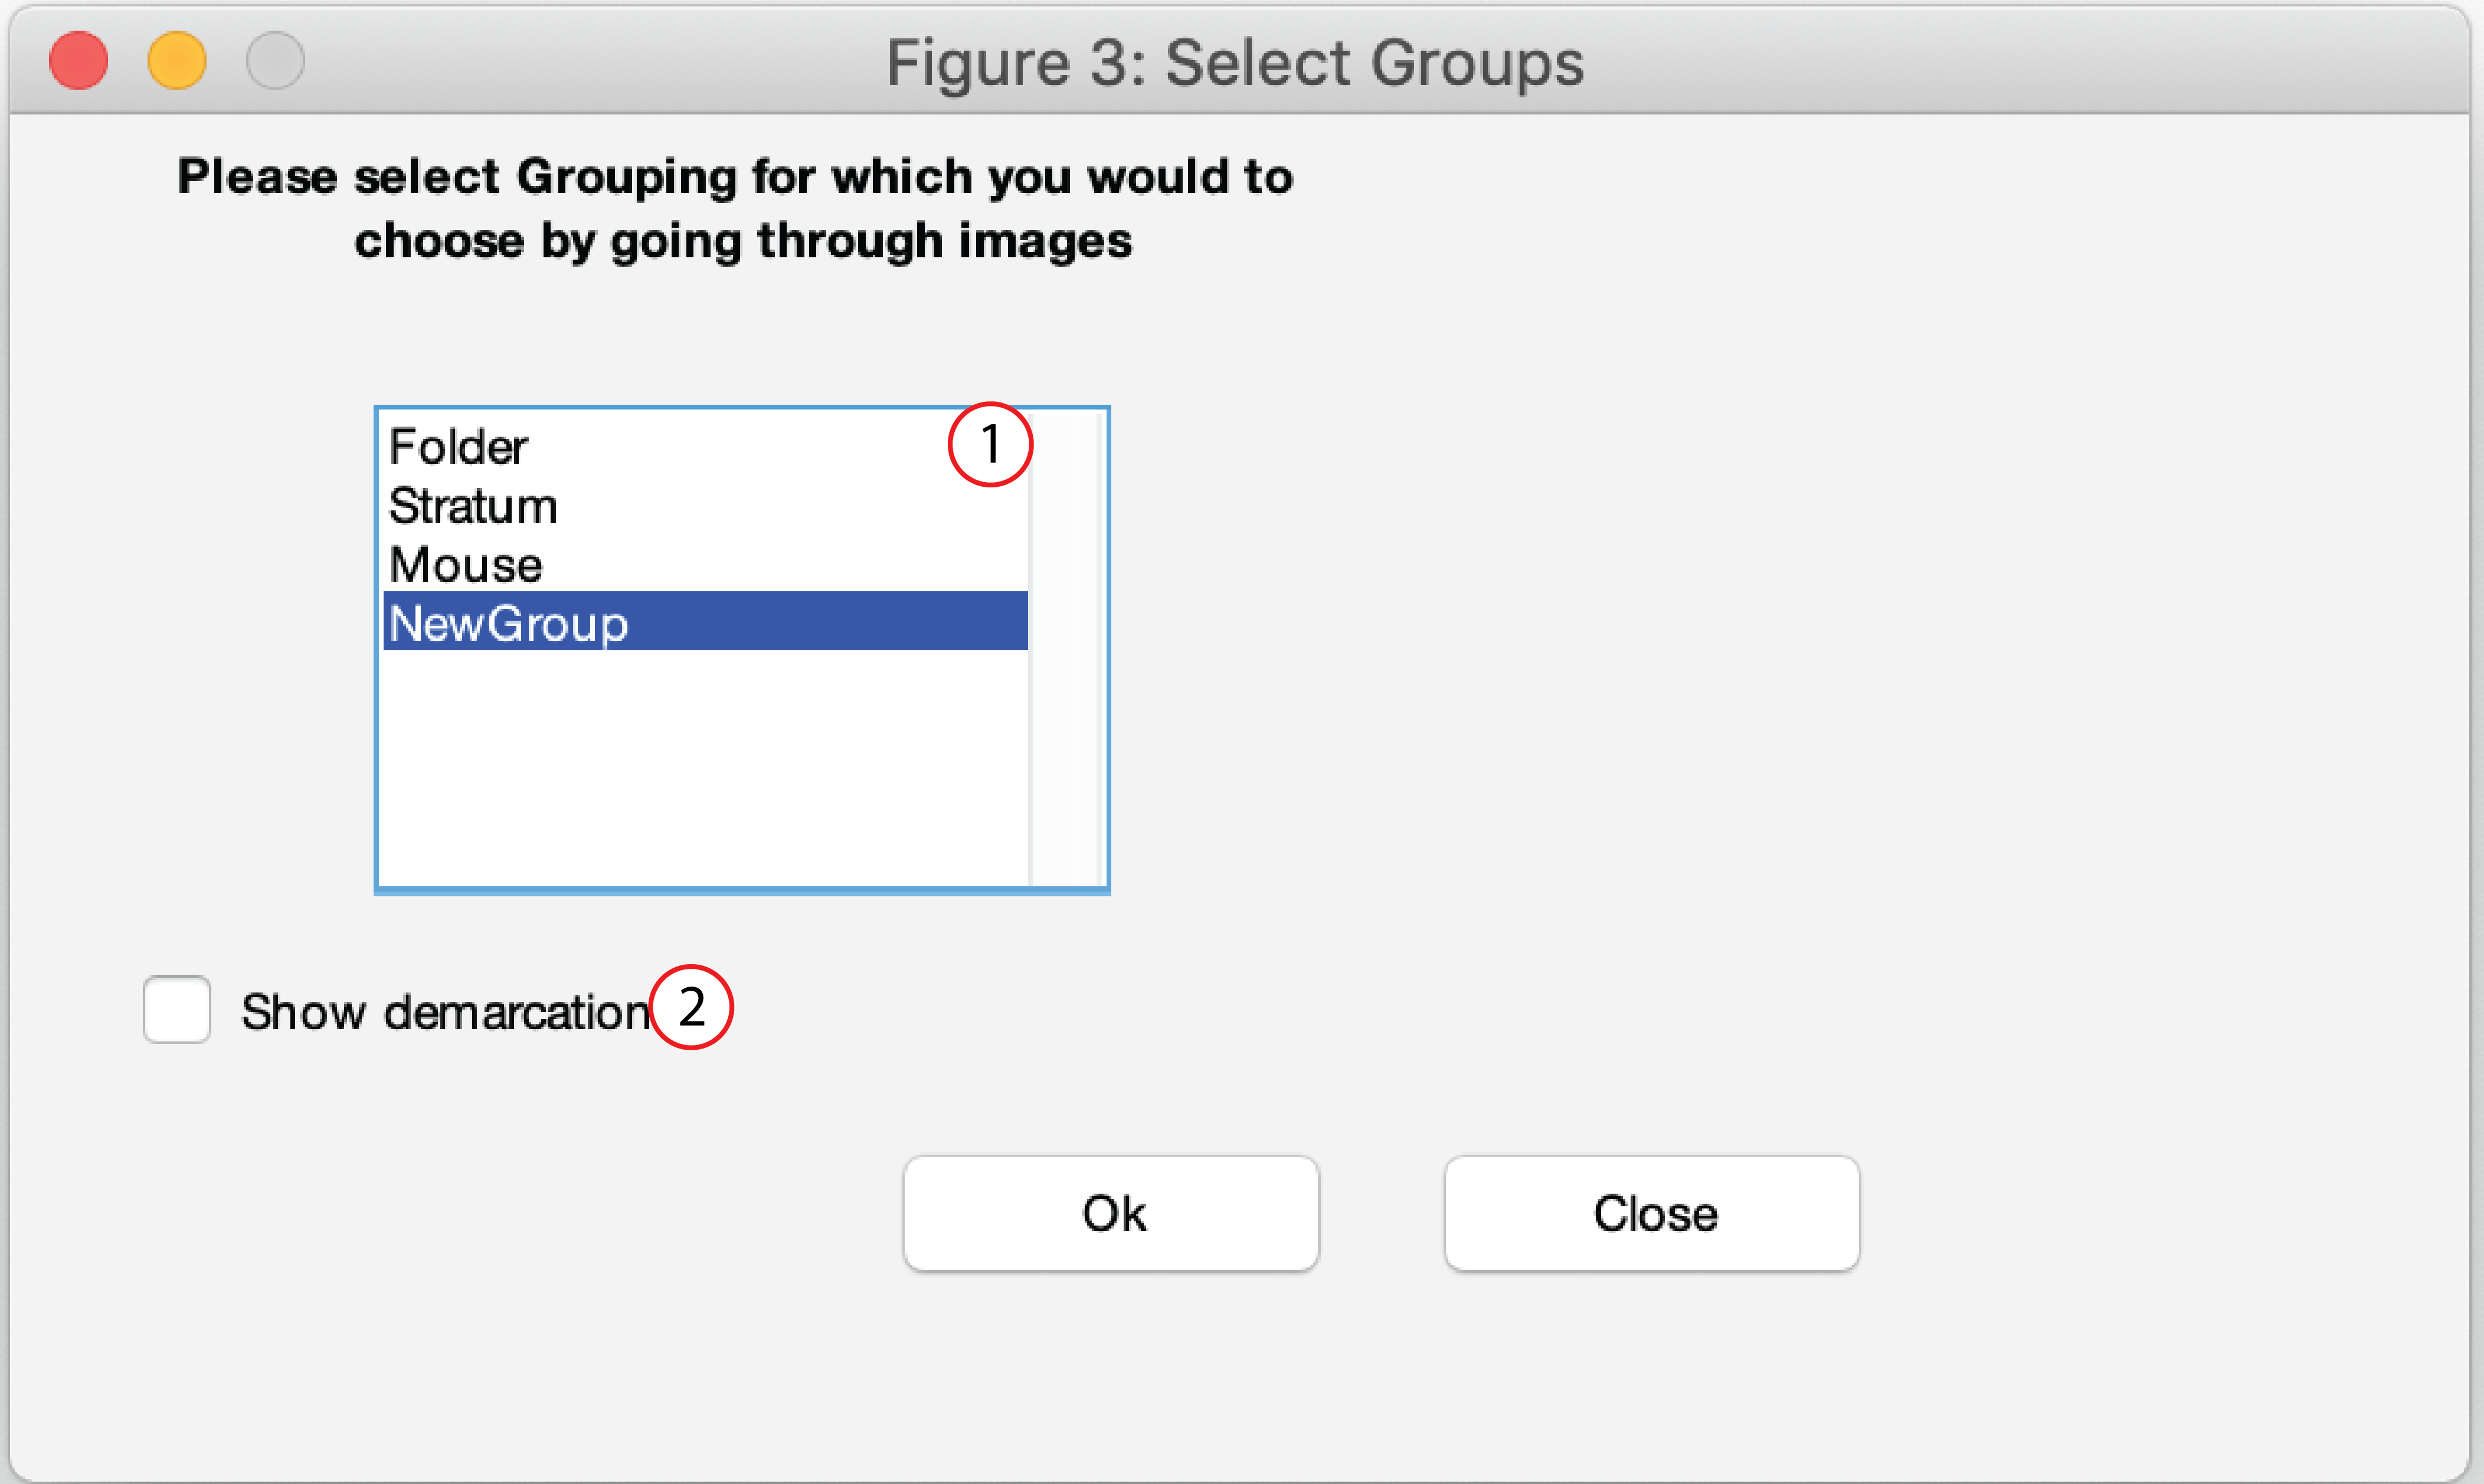 Figure 3: Select Groups
Please select Grouping for which you would to
choose by going through images
Folder
1
Stratum
Mouse
NewGroup
Show demarcation
2
Ok
Close